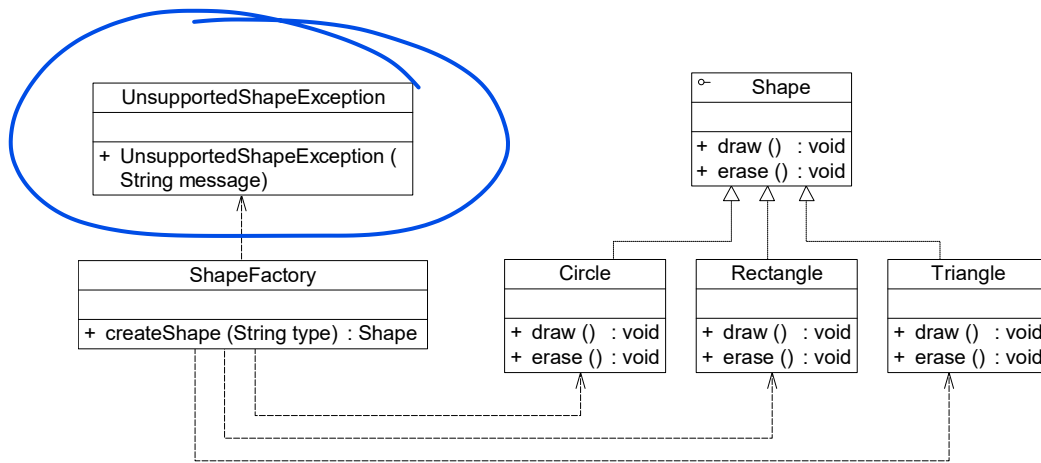 UnsupportedShapeException
+ UnsupportedShapeException (
String message)
Shape
+ draw () : void
+ erase () : void
ShapeFactory
+ createShape (String type) : Shape
Circle
+ draw () : void
+ erase () : void
Rectangle
+ draw () : void
+ erase () : void
Triangle
+ draw () : void
+ erase () : void